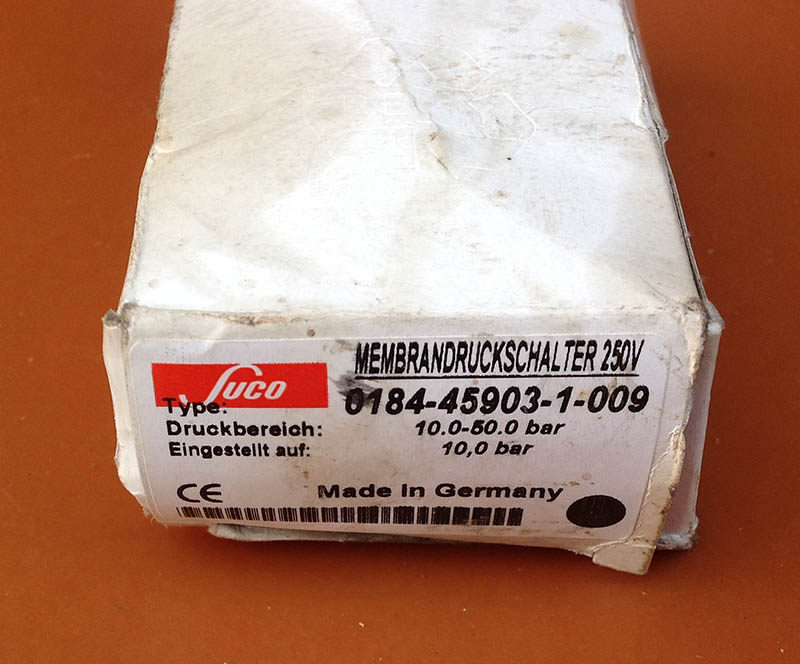 MEMBRANDRUCKSCHALTER 250V
SUCO
Type: 0184-45903-1-009
Druckbereich: 10.0-50.0 bar
Eingestellt auf: 10,0 bar
CE Made in Germany